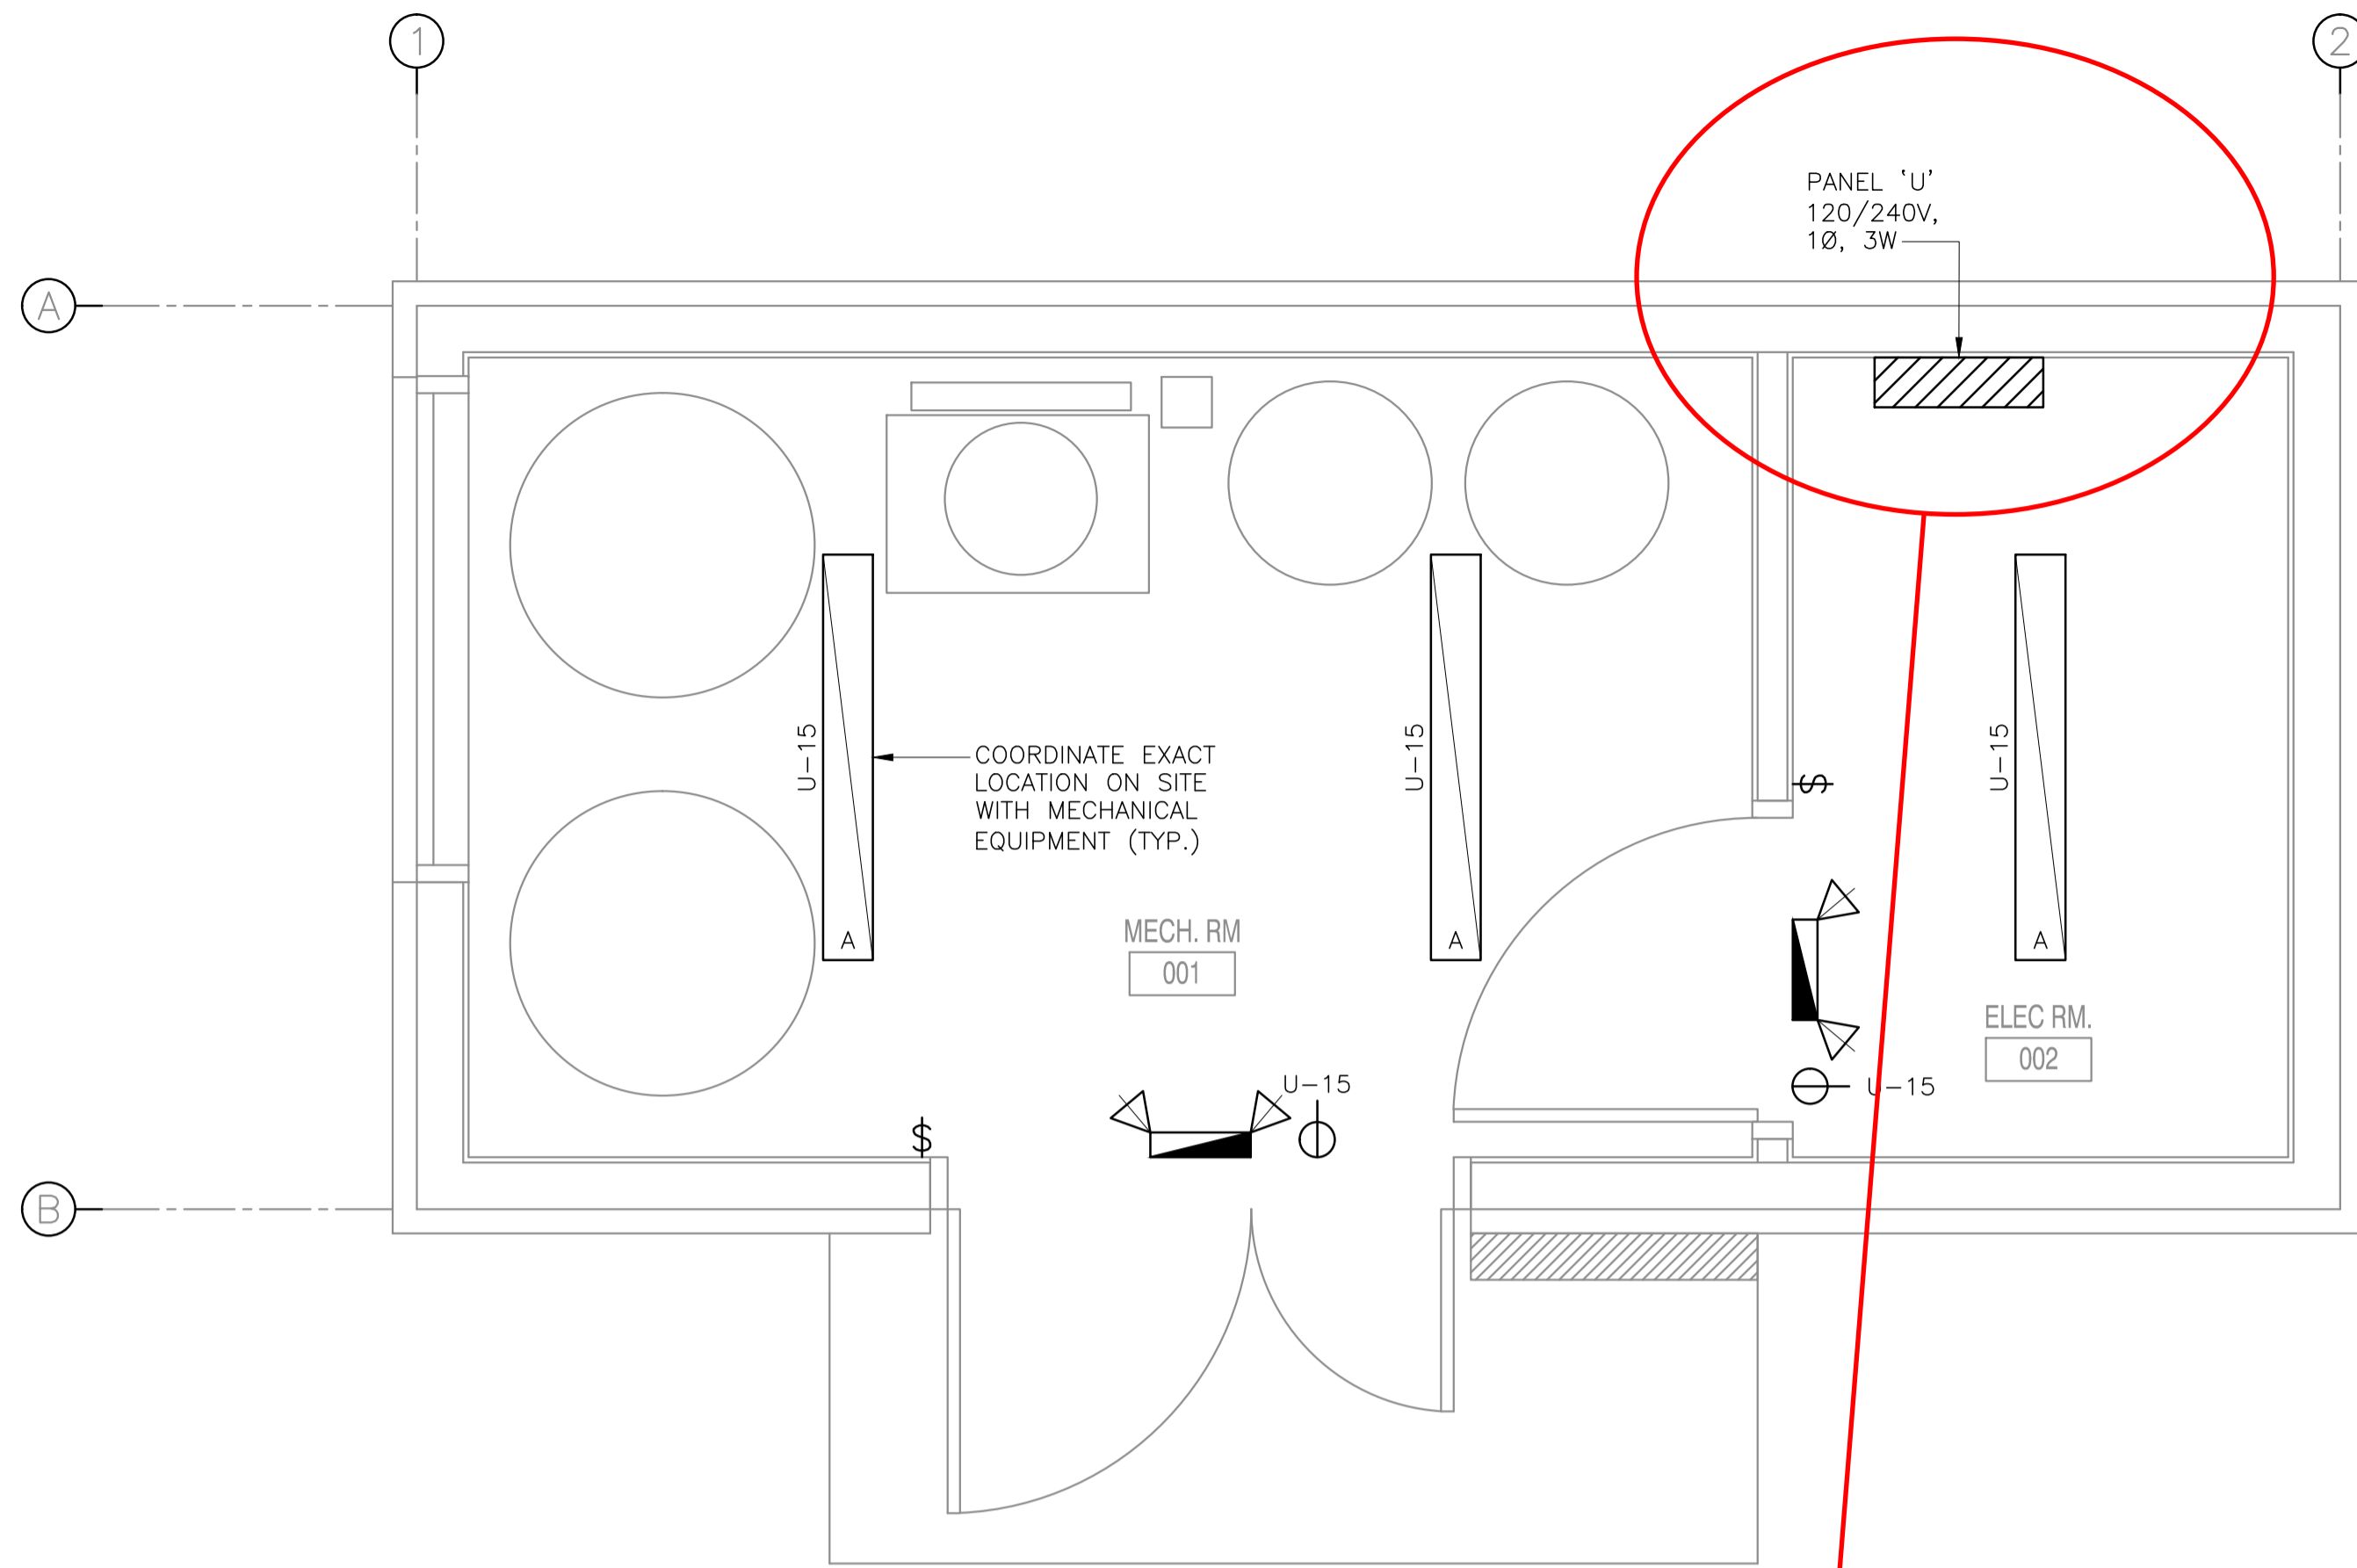 1
2
PANEL 'U'
120/240V,
1Ø, 3W
A
U-15
U-15
U-15
COORDINATE EXACT
LOCATION ON SITE
WITH MECHANICAL
EQUIPMENT (TYP.)
$
A
A
A
MECH. RM
001
ELEC RM.
002
U-15
U-15
$
B